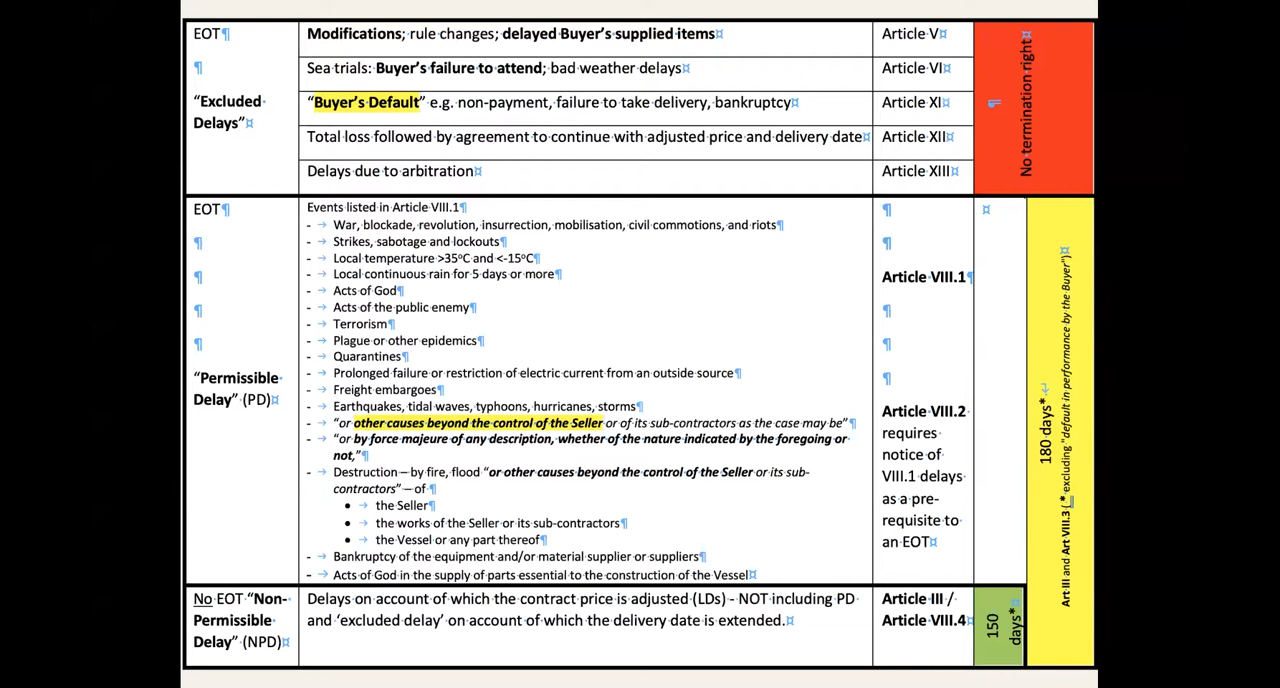 EOT¶
¶
“Excluded
Delays”¤
Modifications; rule changes; delayed Buyer’s supplied items¤
Article V¤
Sea trials: Buyer’s failure to attend; bad weather delays¤
Article VI¤
“Buyer’s Default” e.g. non-payment, failure to take delivery, bankruptcy¤
Article XI¤
Total loss followed by agreement to continue with adjusted price and delivery date¤
Article XII¤
Delays due to arbitration¤
Article XIII¤
¶
No termination right¤
EOT¶
¶
¶
¶
¶
“Permissible
Delay” (PD)¤
Events listed in Article VIII.1¶
- → War, blockade, revolution, insurrection, mobilisation, civil commotions, and riots¶
- → Strikes, sabotage and lockouts¶
- → Local temperature >35°C and <-15°C¶
- → Local continuous rain for 5 days or more¶
- → Acts of God¶
- → Acts of the public enemy¶
- → Terrorism¶
- → Plague or other epidemics¶
- → Quarantines¶
- → Prolonged failure or restriction of electric current from an outside source¶
- → Freight embargoes¶
- → Earthquakes, tidal waves, typhoons, hurricanes, storms¶
- → “or other causes beyond the control of the Seller or of its sub-contractors as the case may be”¶
- → “or by force majeure of any description, whether of the nature indicated by the foregoing or
not,”¶
- → Destruction – by fire, flood “or other causes beyond the control of the Seller or its sub-
contractors” – of¶
• → the Seller¶
• → the works of the Seller or its sub-contractors¶
• → the Vessel or any part thereof¶
- → Bankruptcy of the equipment and/or material supplier or suppliers¶
- → Acts of God in the supply of parts essential to the construction of the Vessel¤
¶
¶
Article VIII.1¶
¶
¶
¶
Article VIII.2
requires
notice of
VIII.1 delays
as a pre-
requisite to
an EOT¤
¤
180 days*↵
Art III and Art VIII.3 (* excluding "default in performance by the Buyer")¤
No EOT “Non-
Permissible
Delay” (NPD)¤
Delays on account of which the contract price is adjusted (LDs) - NOT including PD
and ‘excluded delay’ on account of which the delivery date is extended.¤
Article III /
Article VIII.4¤
150
days*¤